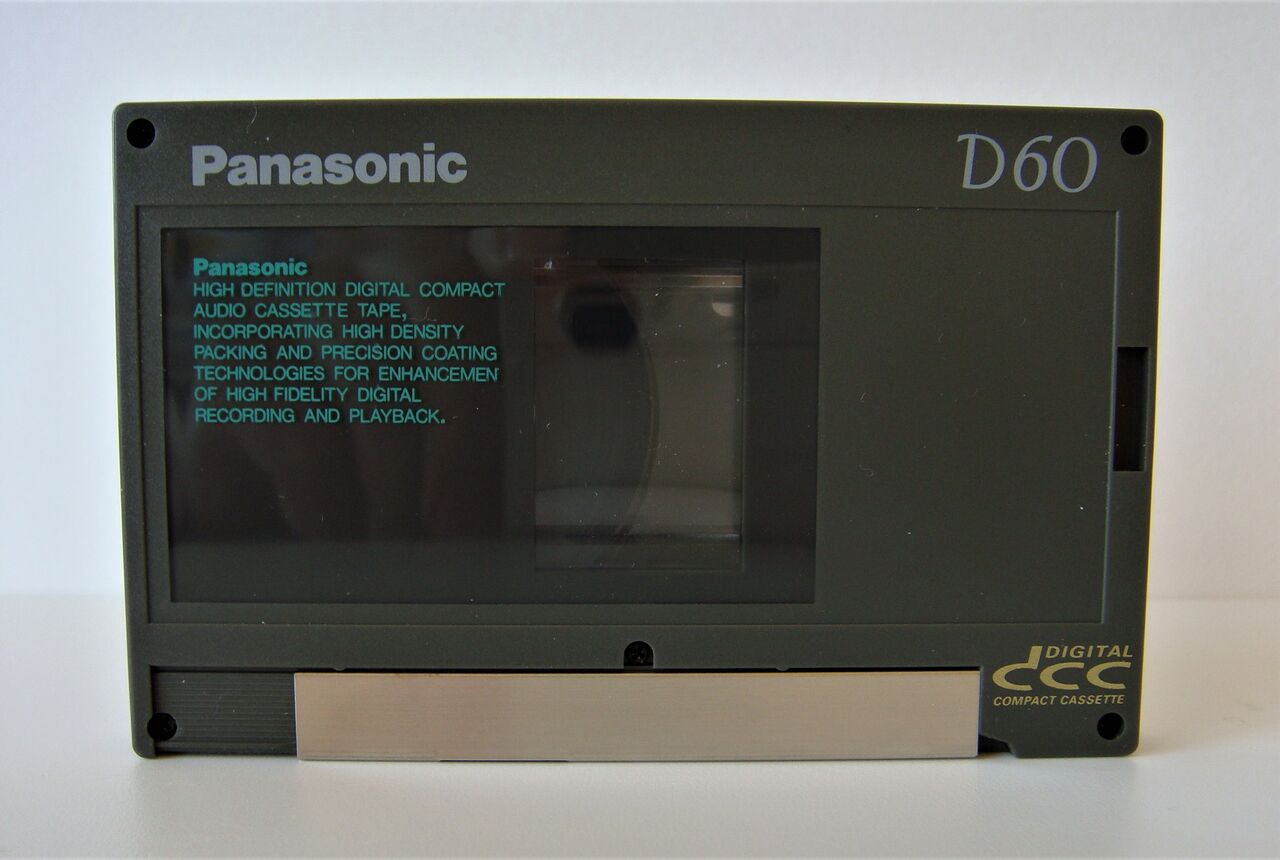 Panasonic
D60
Panasonic
HIGH DEFINITION DIGITAL COMPACT
AUDIO CASSETTE TAPE,
INCORPORATING HIGH DENSITY
PACKING AND PRECISION COATING
TECHNOLOGIES FOR ENHANCEMEN
OF HIGH FIDELITY DIGITAL
RECORDING AND PLAYBACK.
DIGITAL
dcc
COMPACT CASSETTE